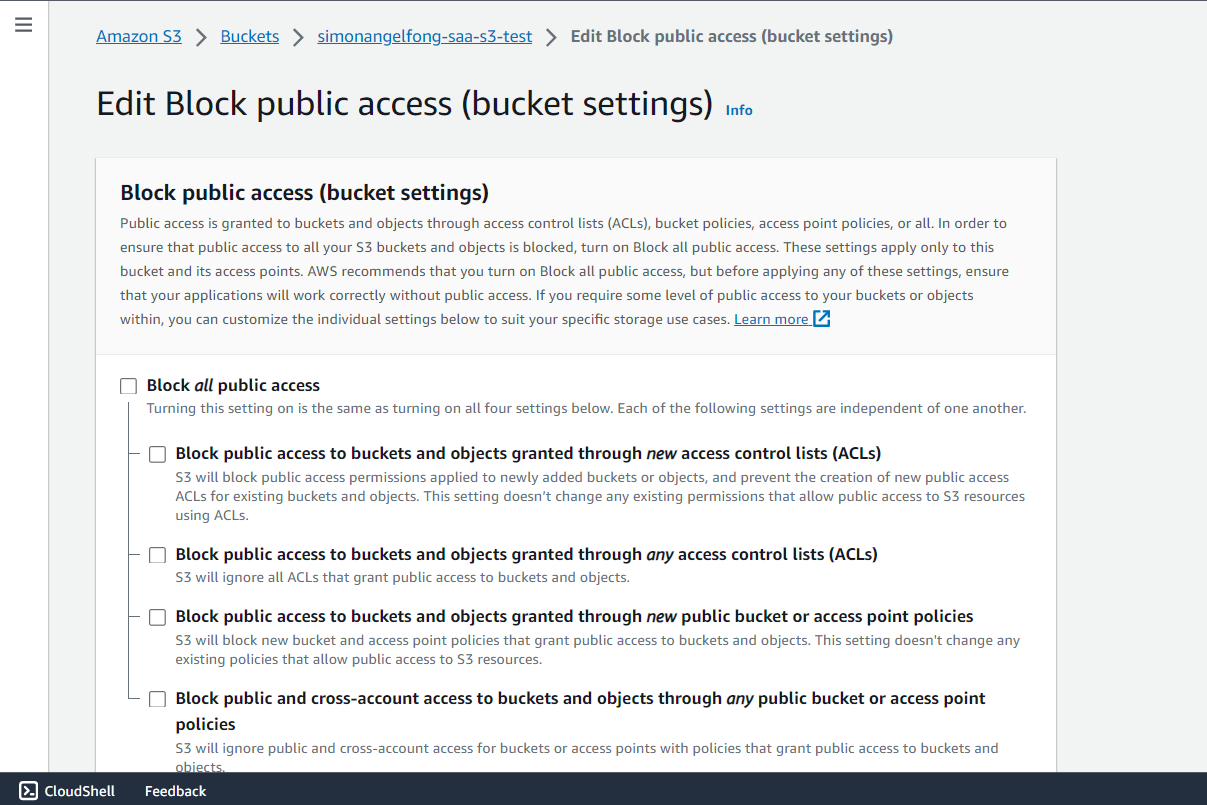 Amazon S3 > Buckets > simonangelfong-saa-s3-test > Edit Block public access (bucket settings)
Edit Block public access (bucket settings) Info
Block public access (bucket settings)
Public access is granted to buckets and objects through access control lists (ACLs), bucket policies, access point policies, or all. In order to
ensure that public access to all your S3 buckets and objects is blocked, turn on Block all public access. These settings apply only to this
bucket and its access points. AWS recommends that you turn on Block all public access, but before applying any of these settings, ensure
that your applications will work correctly without public access. If you require some level of public access to your buckets or objects
within, you can customize the individual settings below to suit your specific storage use cases. Learn more
Block all public access
Turning this setting on is the same as turning on all four settings below. Each of the following settings are independent of one another.
Block public access to buckets and objects granted through new access control lists (ACLs)
S3 will block public access permissions applied to newly added buckets or objects, and prevent the creation of new public access
ACLs for existing buckets and objects. This setting doesn't change any existing permissions that allow public access to S3 resources
using ACLs.
Block public access to buckets and objects granted through any access control lists (ACLs)
S3 will ignore all ACLs that grant public access to buckets and objects.
Block public access to buckets and objects granted through new public bucket or access point policies
S3 will block new bucket and access point policies that grant public access to buckets and objects. This setting doesn't change any
existing policies that allow public access to S3 resources.
Block public and cross-account access to buckets and objects through any public bucket or access point
policies
S3 will ignore public and cross-account access for buckets or access points with policies that grant public access to buckets and
objects.
CloudShell Feedback